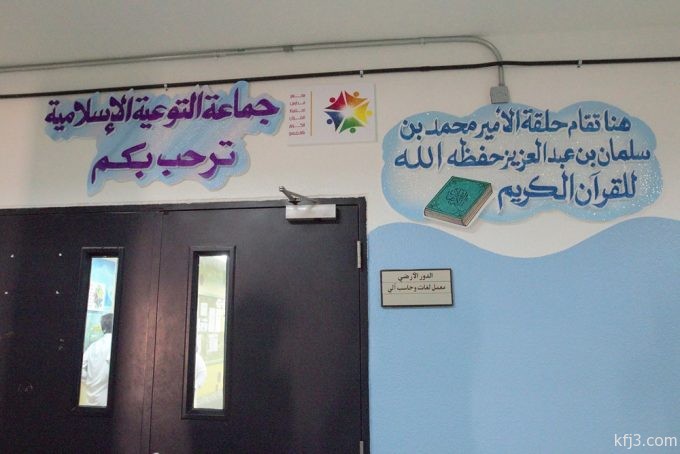 جماعة التوعية الإسلامية
ترحب بكم
هنا تقام حلقة الأمير محمد بن
سلمان بن عبد العزيز حفظه الله
للقرآن الكريم
الدور الأرضي
معمل لغات وحاسب آلي
kfj3.com